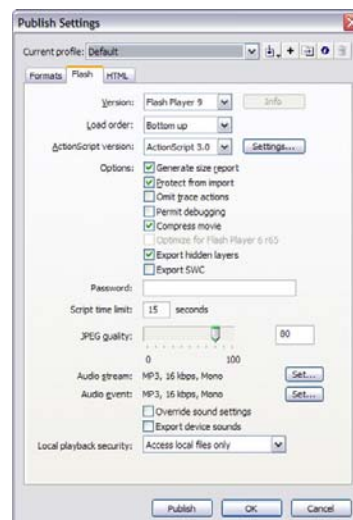 Publish Settings
Current profile: Default
Formats Flash HTML
Version: Flash Player 9 Info
Load order: Bottom up
ActionScript version: ActionScript 3.0 Settings...
Options: Generate size report
Protect from import
Omit trace actions
Permit debugging
Compress movie
Optimize for Flash Player 6 r65
Export hidden layers
Export SWC
Password:
Script time limit: 15 seconds
JPEG quality: 80
0 100
Audio stream: MP3, 16 kbps, Mono Set...
Audio event: MP3, 16 kbps, Mono Set...
Override sound settings
Export device sounds
Local playback security: Access local files only
Publish OK Cancel